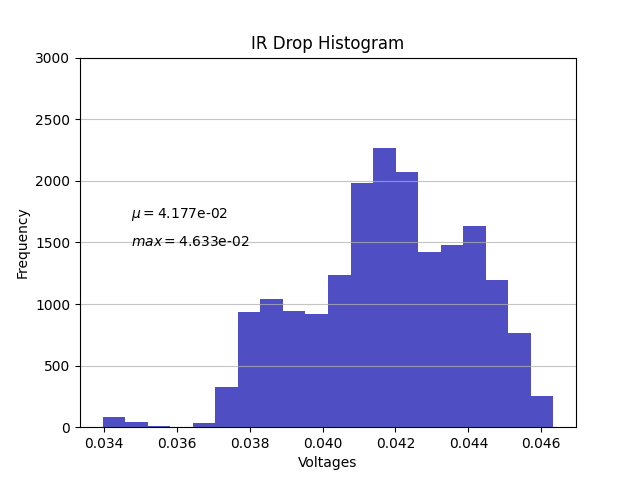 IR Drop Histogram
3000
2500
2000
1500
1000
500
0
Frequency
μ = 4.177e-02
max = 4.633e-02
0.034 0.036 0.038 0.040 0.042 0.044 0.046
Voltages